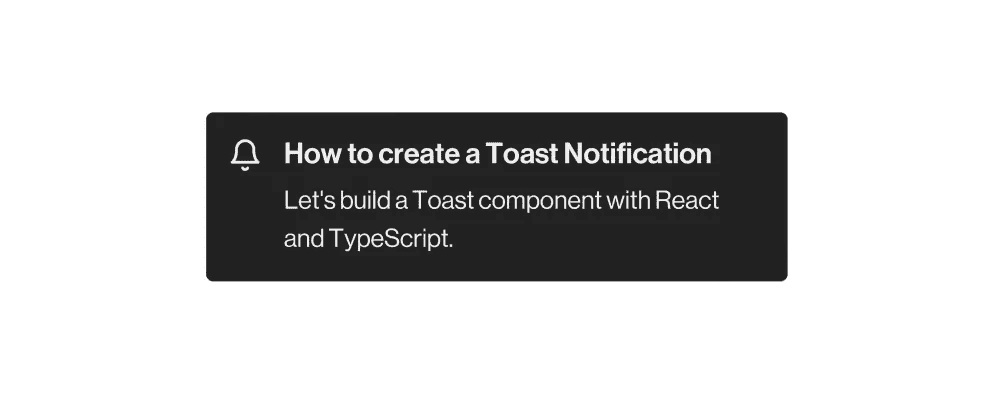 How to create a Toast Notification
Let's build a Toast component with React
and TypeScript.